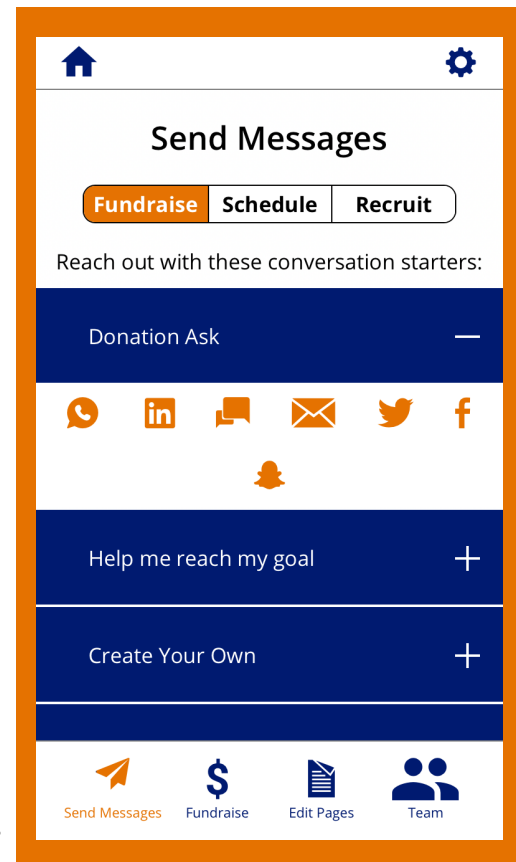 Send Messages
Fundraise Schedule Recruit
Reach out with these conversation starters:
Donation Ask
Help me reach my goal
Create Your Own
Send Messages Fundraise Edit Pages Team